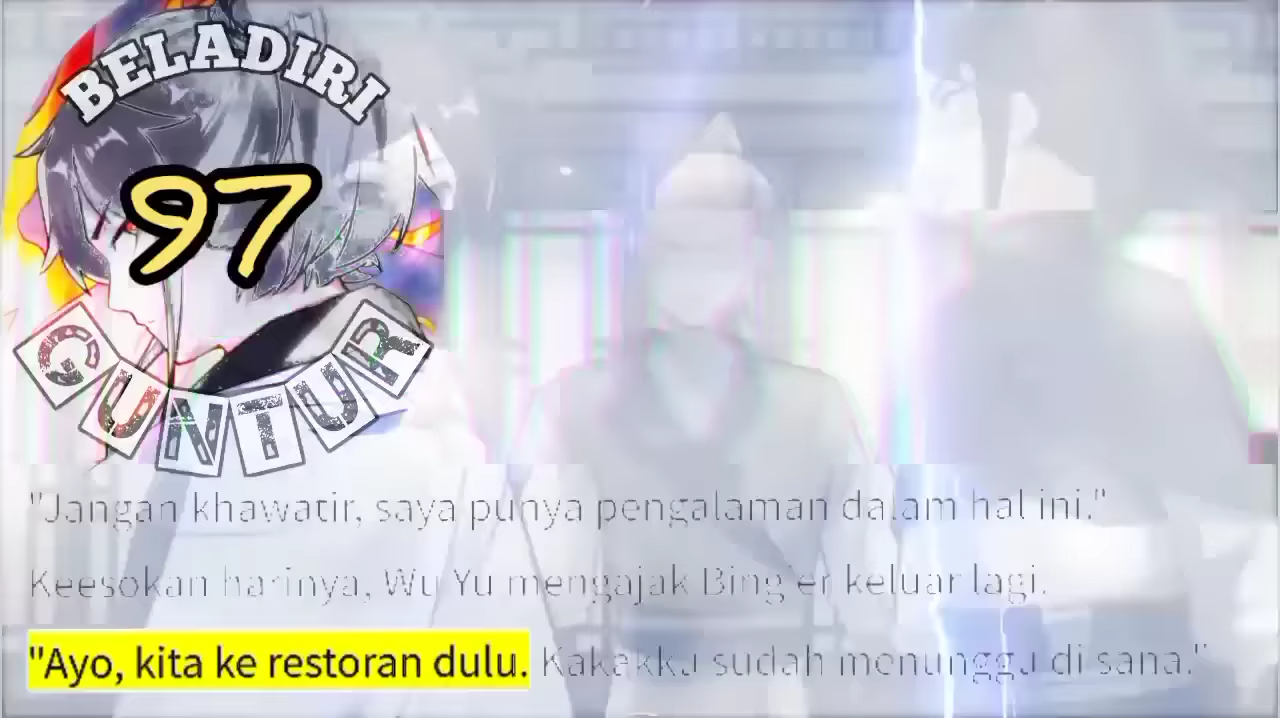 BELADIRI
97
GUNTUR
"Jangan khawatir, saya punya pengalaman dalam hal ini."
Keesokan harinya, Wu Yu mengajak Bing'er keluar lagi.
"Ayo, kita ke restoran dulu. Kakakku sudah menunggu di sana."